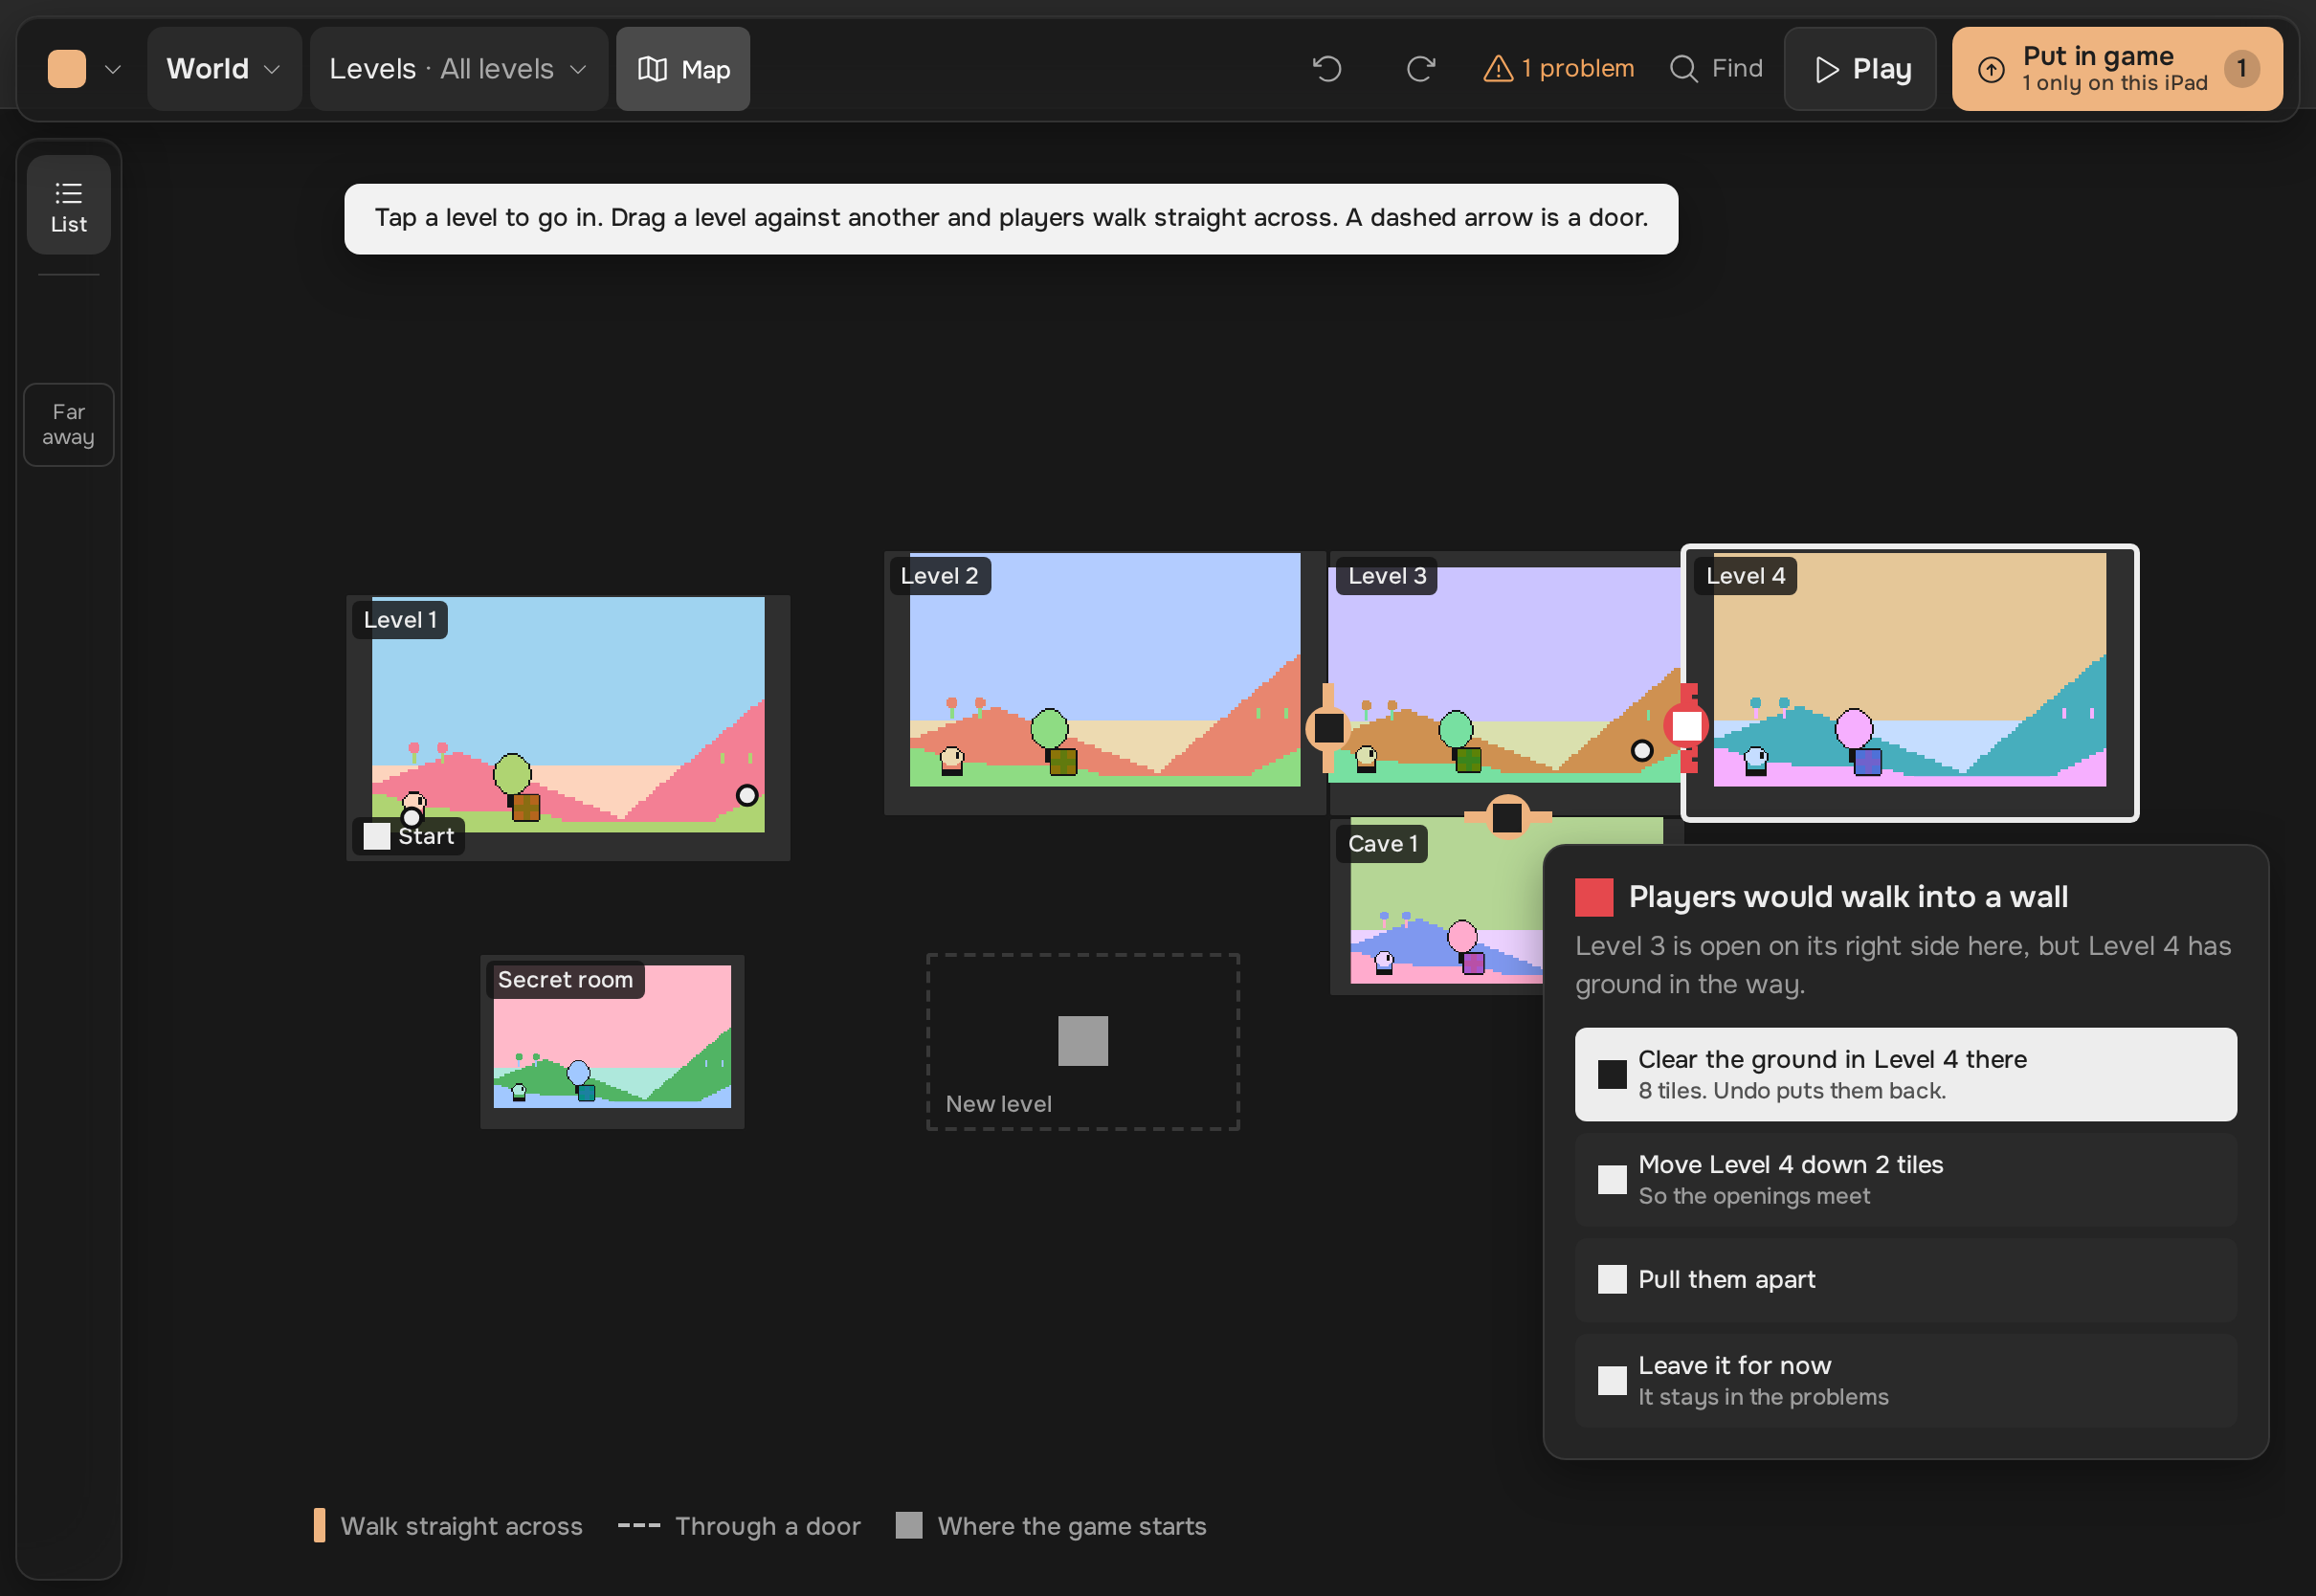 World
Levels · All levels
Map
1 problem
Find
Play
Put in game
1 only on this iPad
1
List
Far
away
Tap a level to go in. Drag a level against another and players walk straight across. A dashed arrow is a door.
Level 1
Start
Level 2
Level 3
Level 4
Cave 1
Secret room
New level
Players would walk into a wall
Level 3 is open on its right side here, but Level 4 has
ground in the way.
Clear the ground in Level 4 there
8 tiles. Undo puts them back.
Move Level 4 down 2 tiles
So the openings meet
Pull them apart
Leave it for now
It stays in the problems
Walk straight across
Through a door
Where the game starts